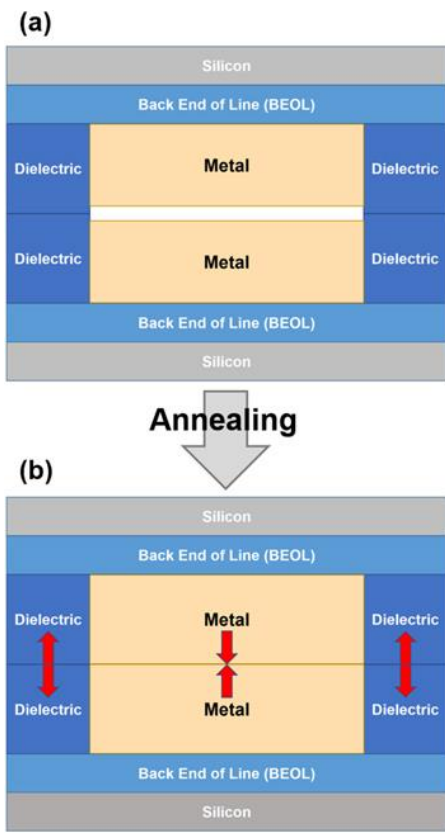 (a)
Silicon
Back End of Line (BEOL)
Dielectric
Metal
Dielectric
Dielectric
Metal
Dielectric
Back End of Line (BEOL)
Silicon
Annealing
(b)
Silicon
Back End of Line (BEOL)
Dielectric
Metal
Dielectric
Dielectric
Metal
Dielectric
Back End of Line (BEOL)
Silicon